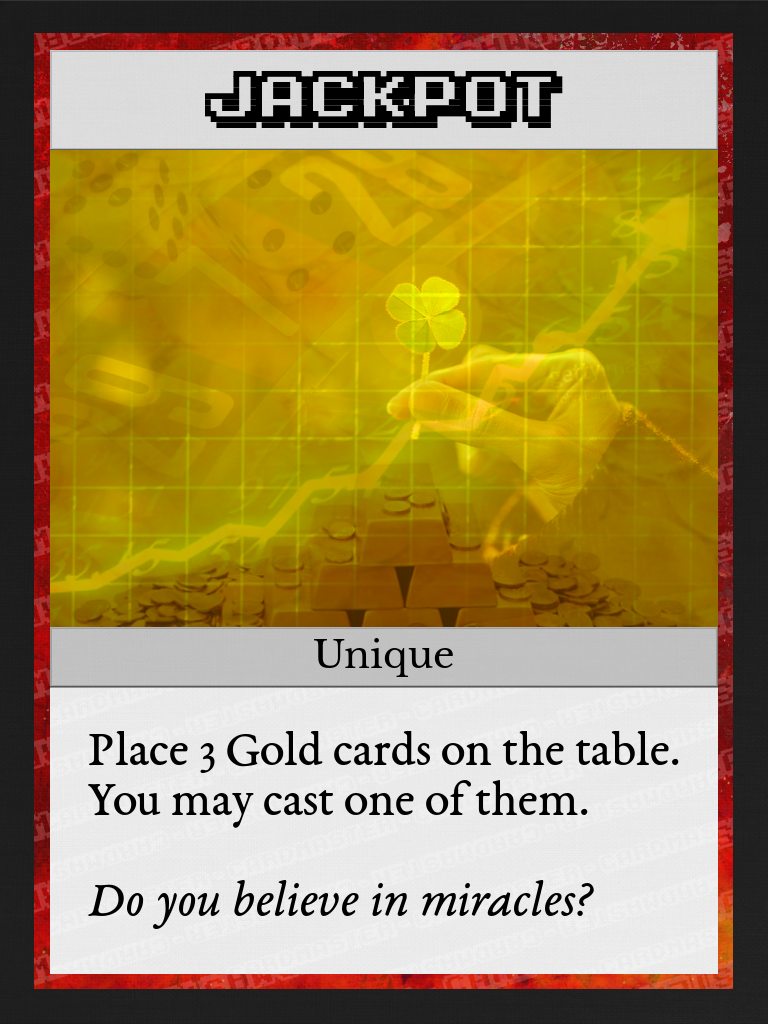 JACKPOT
Unique
Place 3 Gold cards on the table.
You may cast one of them.
Do you believe in miracles?